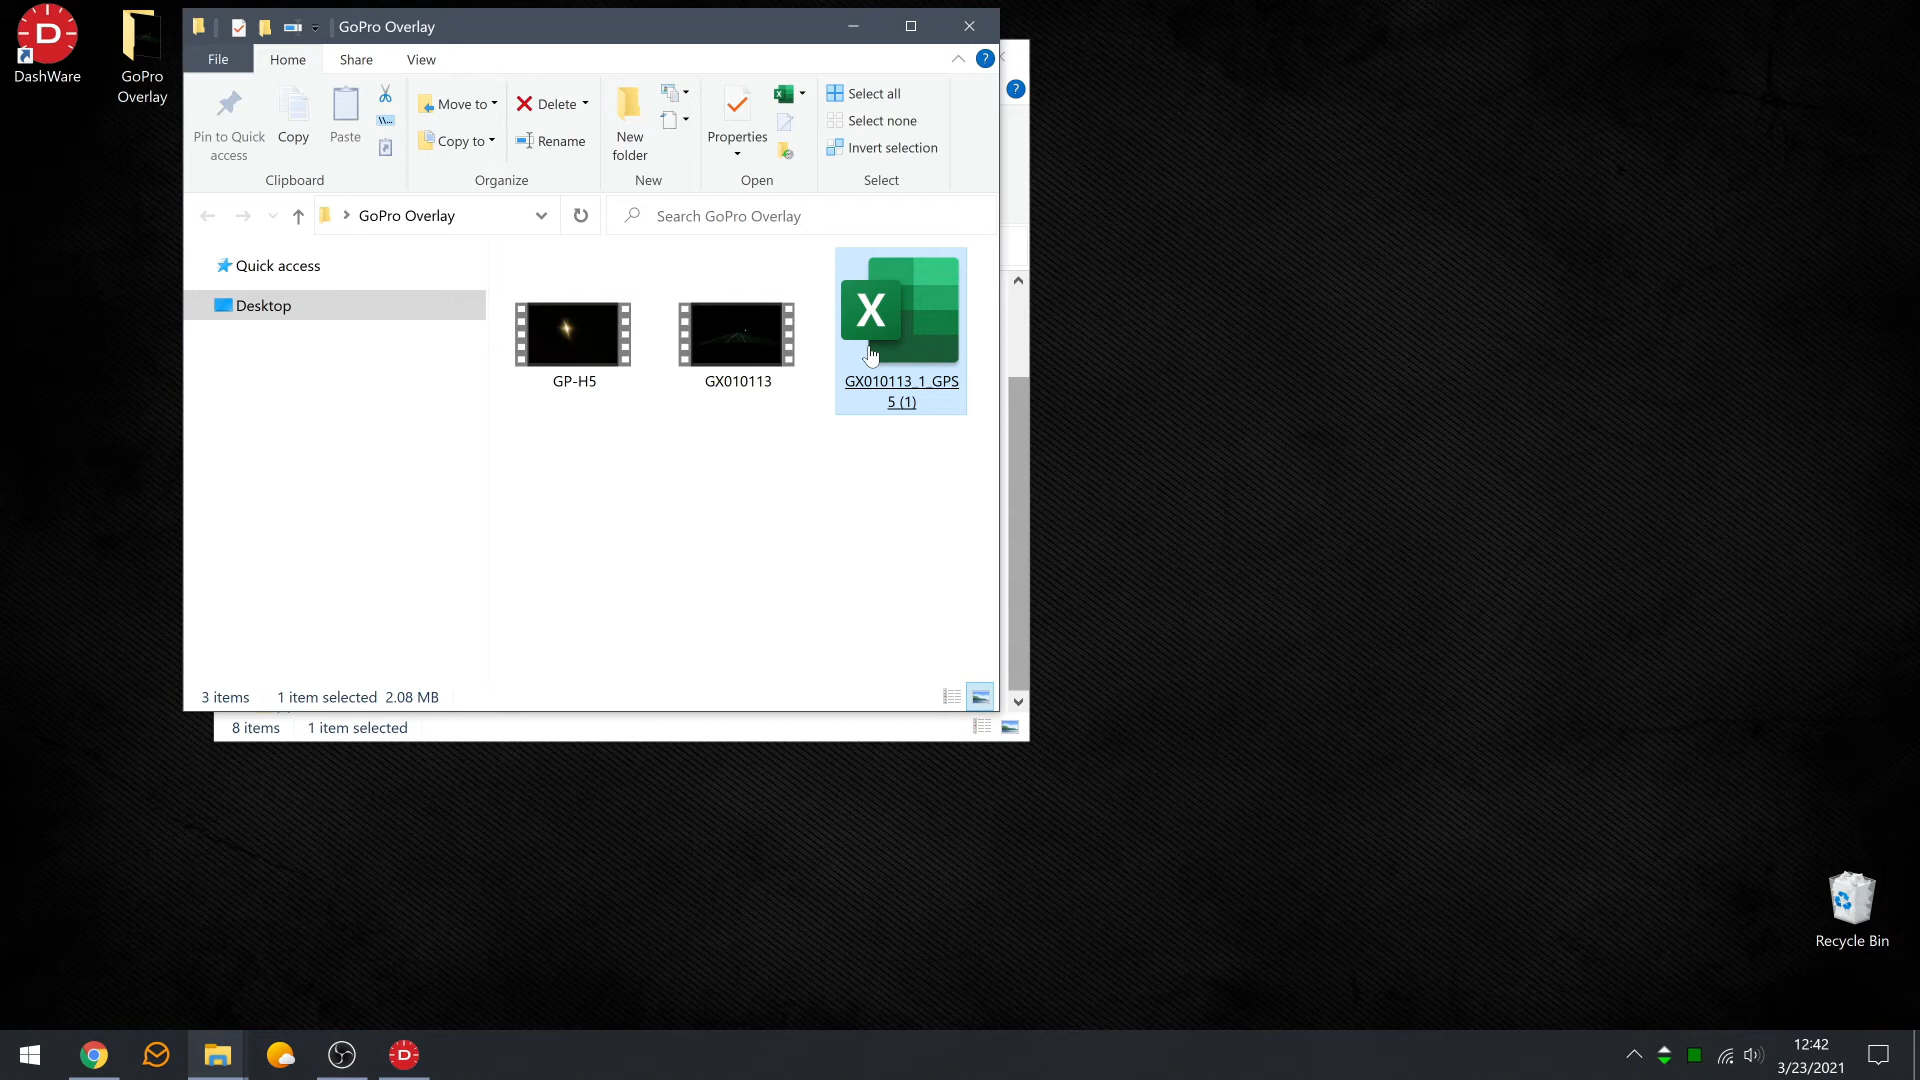 DashWare
GoPro
Overlay
GoPro Overlay
File
Home
Share
View
Pin to Quick
access
Copy
Paste
Move to
Copy to
Delete
Rename
New
folder
Properties
Select all
Select none
Invert selection
Clipboard
Organize
New
Open
Select
GoPro Overlay
Search GoPro Overlay
Quick access
Desktop
GP-H5
GX010113
GX010113_1_GPS
5 (1)
3 items
1 item selected 2.08 MB
8 items
1 item selected
Recycle Bin
12:42
3/23/2021